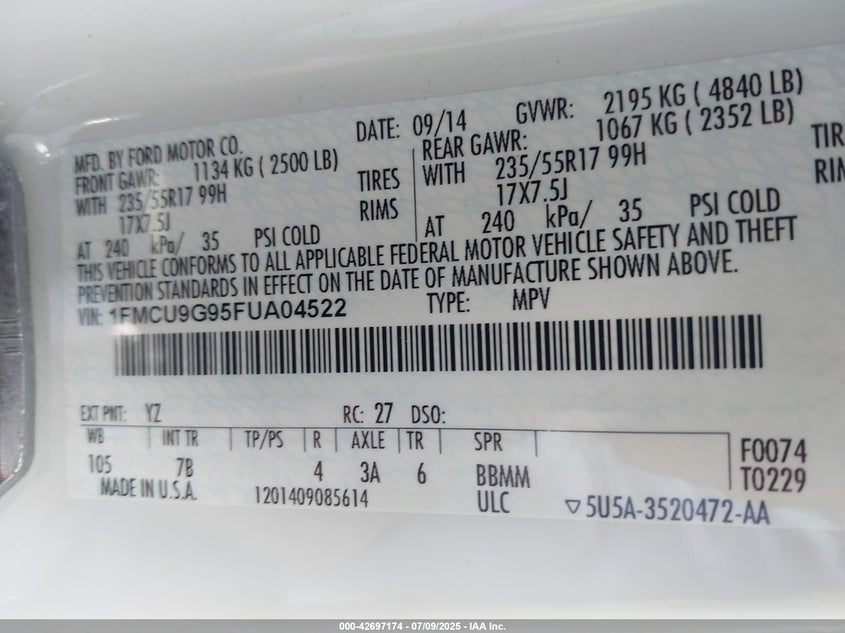 MFD. BY FORD MOTOR CO.
DATE: 09/14
GVWR: 2195 KG ( 4840 LB)
FRONT GAWR: 1134 KG ( 2500 LB)
REAR GAWR: 1067 KG ( 2352 LB)
WITH 235/55R17 99H TIRES
WITH 235/55R17 99H TIRE
17X7.5J RIMS
17X7.5J RIM
AT 240 kPa/ 35 PSI COLD
AT 240 kPa/ 35 PSI COLD
THIS VEHICLE CONFORMS TO ALL APPLICABLE FEDERAL MOTOR VEHICLE SAFETY AND THEFT
PREVENTION STANDARDS IN EFFECT ON THE DATE OF MANUFACTURE SHOWN ABOVE.
VIN: 1FMCU9G95FUA04522 TYPE: MPV
EXT PNT: YZ RC: 27 DSO:
WB INT TR TP/PS R AXLE TR SPR
105 7B 4 3A 6 BBMM
F0074
T0229
MADE IN U.S.A. 1201409085614 ULC ▽5U5A-3520472-AA
000-42697174 - 07/09/2025 - IAA Inc.